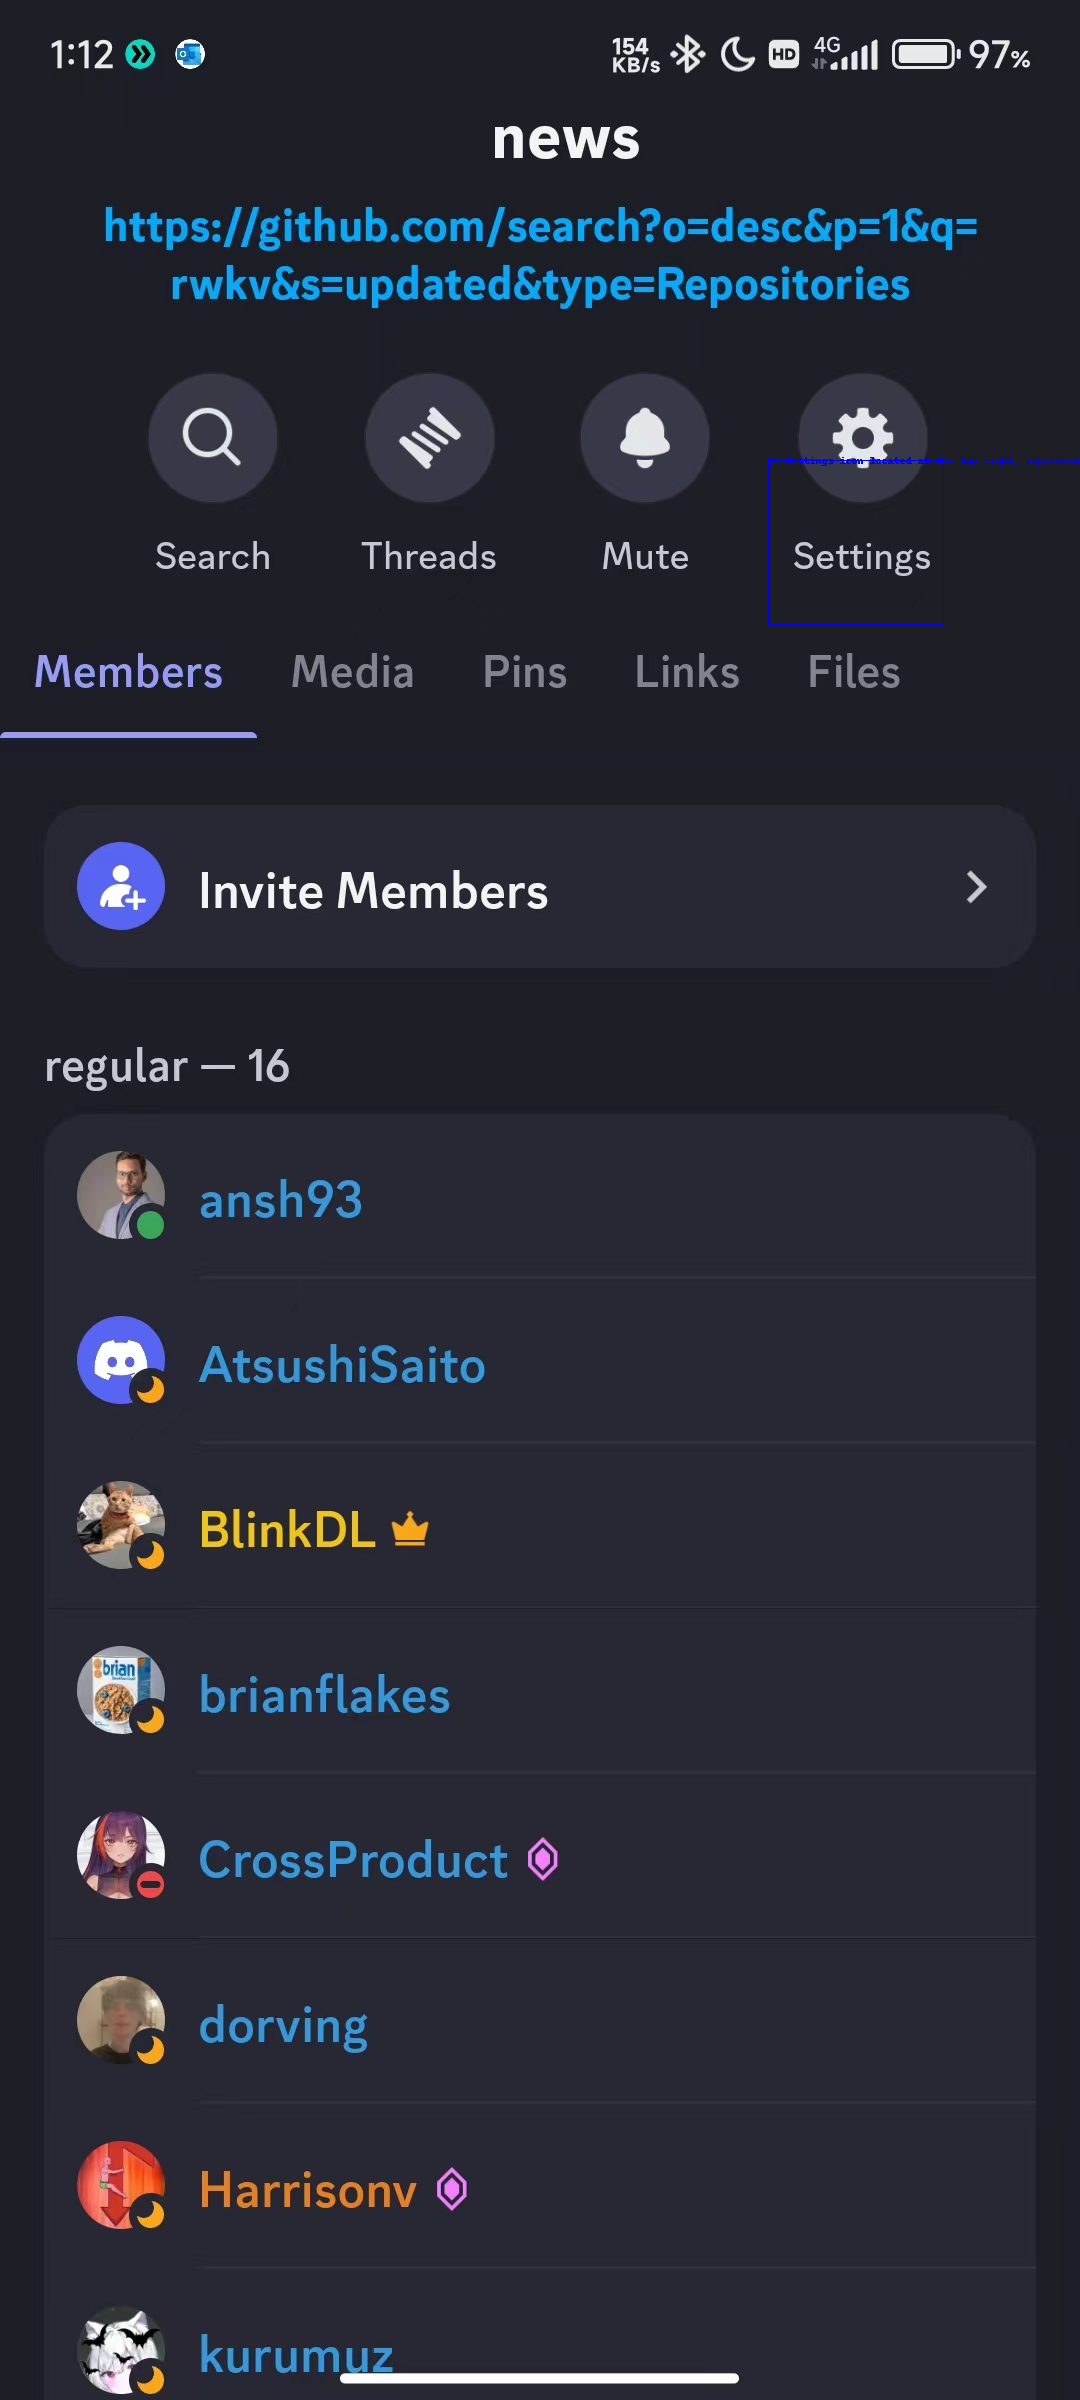 1:12
154
KB/s
HD
4G
97%
news
https://github.com/search?o=desc&p=1&q=
rwkv&s=updated&type=Repositories
Search
Threads
Mute
Settings
Members
Media
Pins
Links
Files
Invite Members
regular — 16
ansh93
AtsushiSaito
BlinkDL
brian
brianflakes
CrossProduct
dorving
Harrisonv
kurumuz